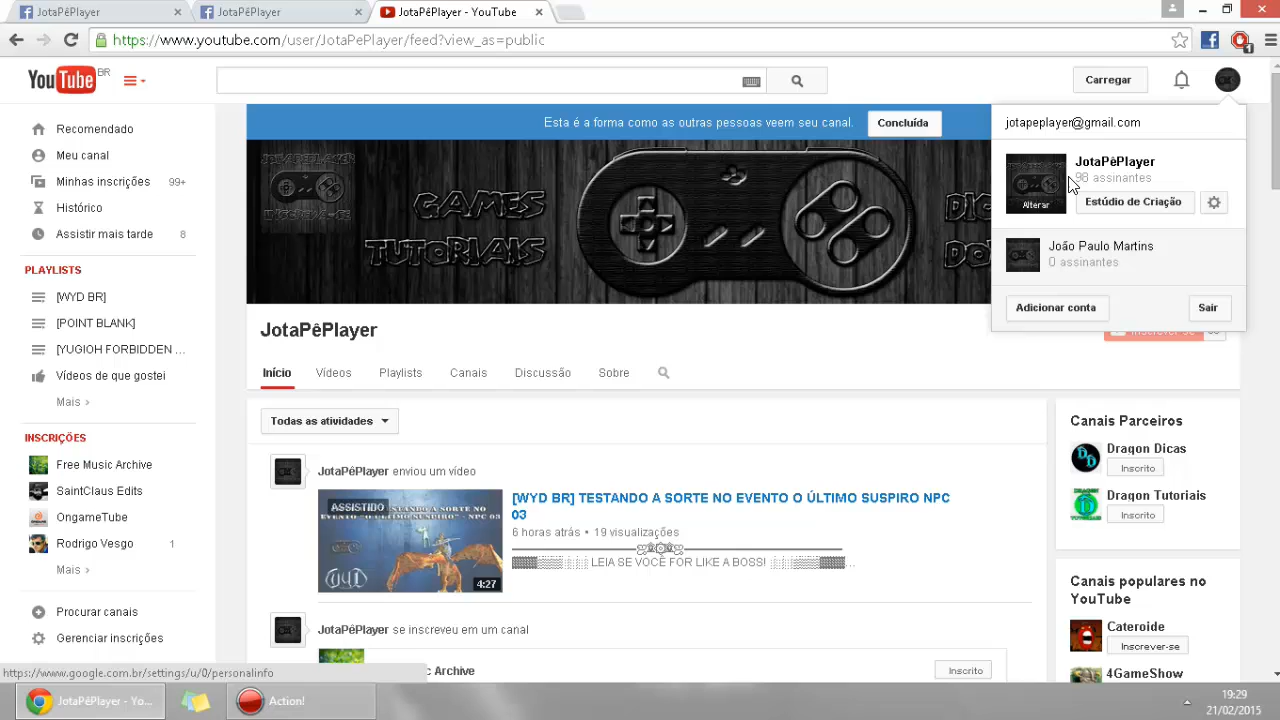 JotaPêPlayer
JotaPêPlayer
JotaPêPlayer - YouTube
https://www.youtube.com/user/JotaPePlayer/feed?view_as=public
1
YouTube BR
Carregar
Recomendado
Meu canal
Minhas inscrições 99+
Histórico
Assistir mais tarde 8
PLAYLISTS
[WYD BR]
[POINT BLANK]
[YUGIOH FORBIDDEN ...
Vídeos de que gostei
Mais ›
INSCRIÇÕES
Free Music Archive
SaintClaus Edits
OngameTube
Rodrigo Vesgo 1
Mais ›
Procurar canais
Gerenciar inscrições
Esta é a forma como as outras pessoas veem seu canal.
Concluída
GAMES
TUTORIAIS
jotapeplayer@gmail.com
JotaPêPlayer
98 assinantes
Alterar
Estúdio de Criação
João Paulo Martins
0 assinantes
Adicionar conta
Sair
JotaPêPlayer
Início
Vídeos
Playlists
Canais
Discussão
Sobre
Todas as atividades
JotaPêPlayer enviou um vídeo
ASSISTIDO
4:27
[WYD BR] TESTANDO A SORTE NO EVENTO O ÚLTIMO SUSPIRO NPC
03
6 horas atrás • 19 visualizações
LEIA SE VOCÊ FOR LIKE A BOSS!
JotaPêPlayer se inscreveu em um canal
Archive
Inscrito
Canais Parceiros
Dragon Dicas
Inscrito
Dragon Tutoriais
Inscrito
Canais populares no
YouTube
Cateroide
Inscrever-se
4GameShow
https://www.google.com.br/settings/u/0/personalinfo
JotaPêPlayer - Yo...
Action!
19:29
21/02/2015